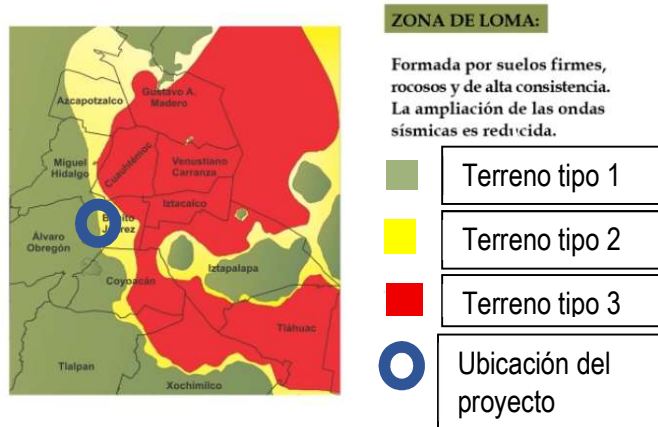 ZONA DE LOMA:
Formada por suelos firmes,
rocosos y de alta consistencia.
La ampliación de las ondas
sísmicas es reducida.
Terreno tipo 1
Terreno tipo 2
Terreno tipo 3
Ubicación del
proyecto
Azcapotzalco
Gustavo A.
Madero
Miguel
Hidalgo
Cuauhtémoc
Venustiano
Carranza
Iztacalco
Benito
Juárez
Álvaro
Obregón
Iztapalapa
Coyoacán
Tláhuac
Tlalpan
Xochimilco